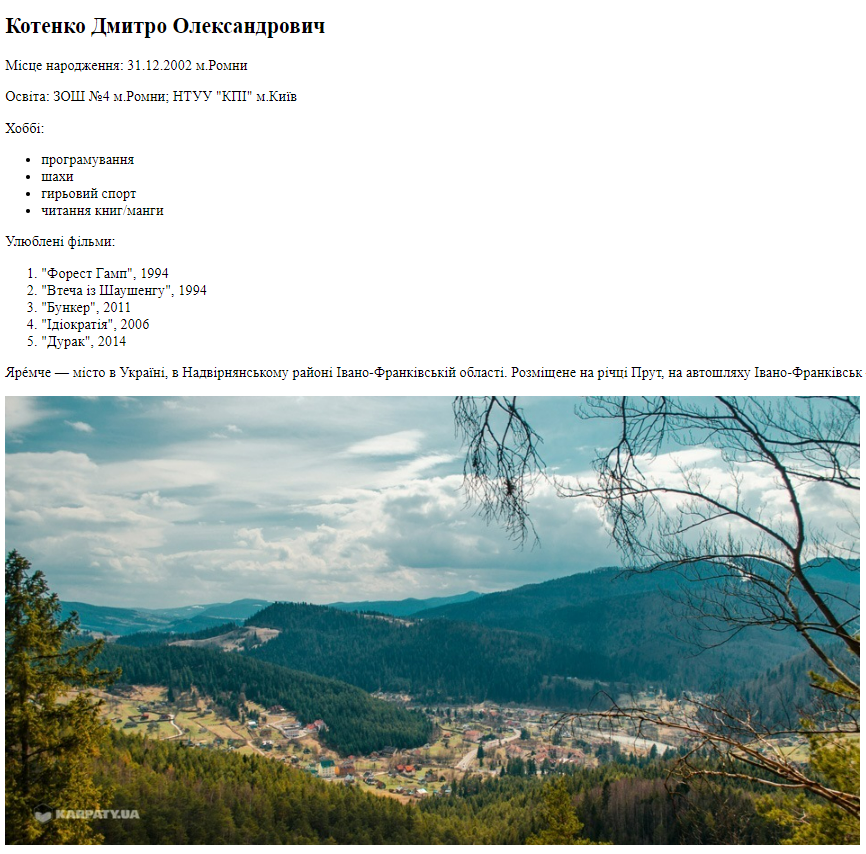 Котенко Дмитро Олександрович
Місце народження: 31.12.2002 м.Ромни
Освіта: ЗОШ №4 м.Ромни; НТУУ "КПІ" м.Київ
Хоббі:
• програмування
• шахи
• гирьовий спорт
• читання книг/манги
Улюблені фільми:
1. "Форест Гамп", 1994
2. "Втеча із Шаушенгу", 1994
3. "Бункер", 2011
4. "Ідіократія", 2006
5. "Дурак", 2014
Яре́мче — місто в Україні, в Надвірнянському районі Івано-Франківській області. Розміщене на річці Прут, на автошляху Івано-Франківськ
KARPATY.UA